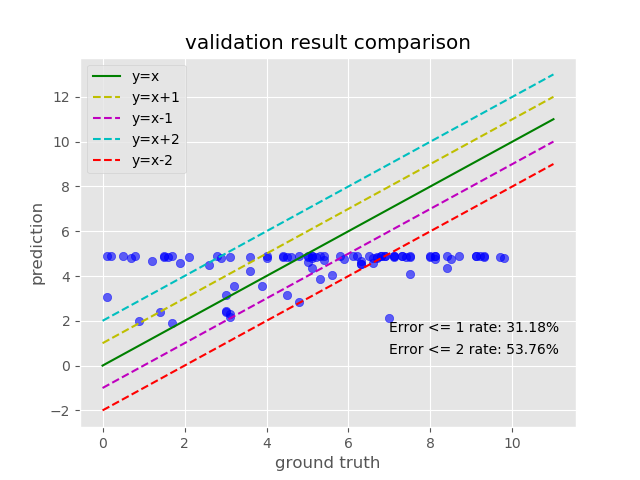 validation result comparison
y=x
y=x+1
y=x-1
y=x+2
y=x-2
12
10
8
6
4
2
0
−2
prediction
Error <= 1 rate: 31.18%
Error <= 2 rate: 53.76%
0 2 4 6 8 10
ground truth